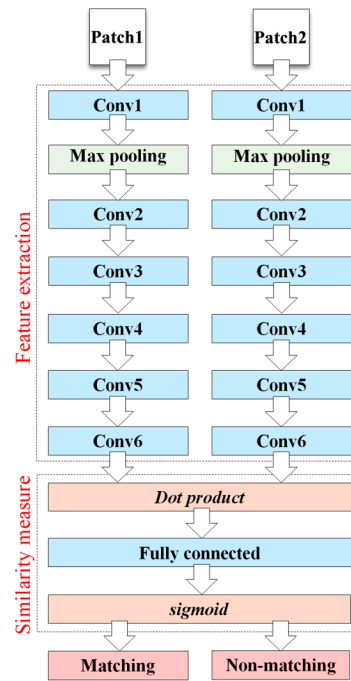 Patch1 Patch2
Conv1 Conv1
Max pooling Max pooling
Conv2 Conv2
Conv3 Conv3
Conv4 Conv4
Conv5 Conv5
Conv6 Conv6
Feature extraction
Dot product
Fully connected
sigmoid
Similarity measure
Matching Non-matching